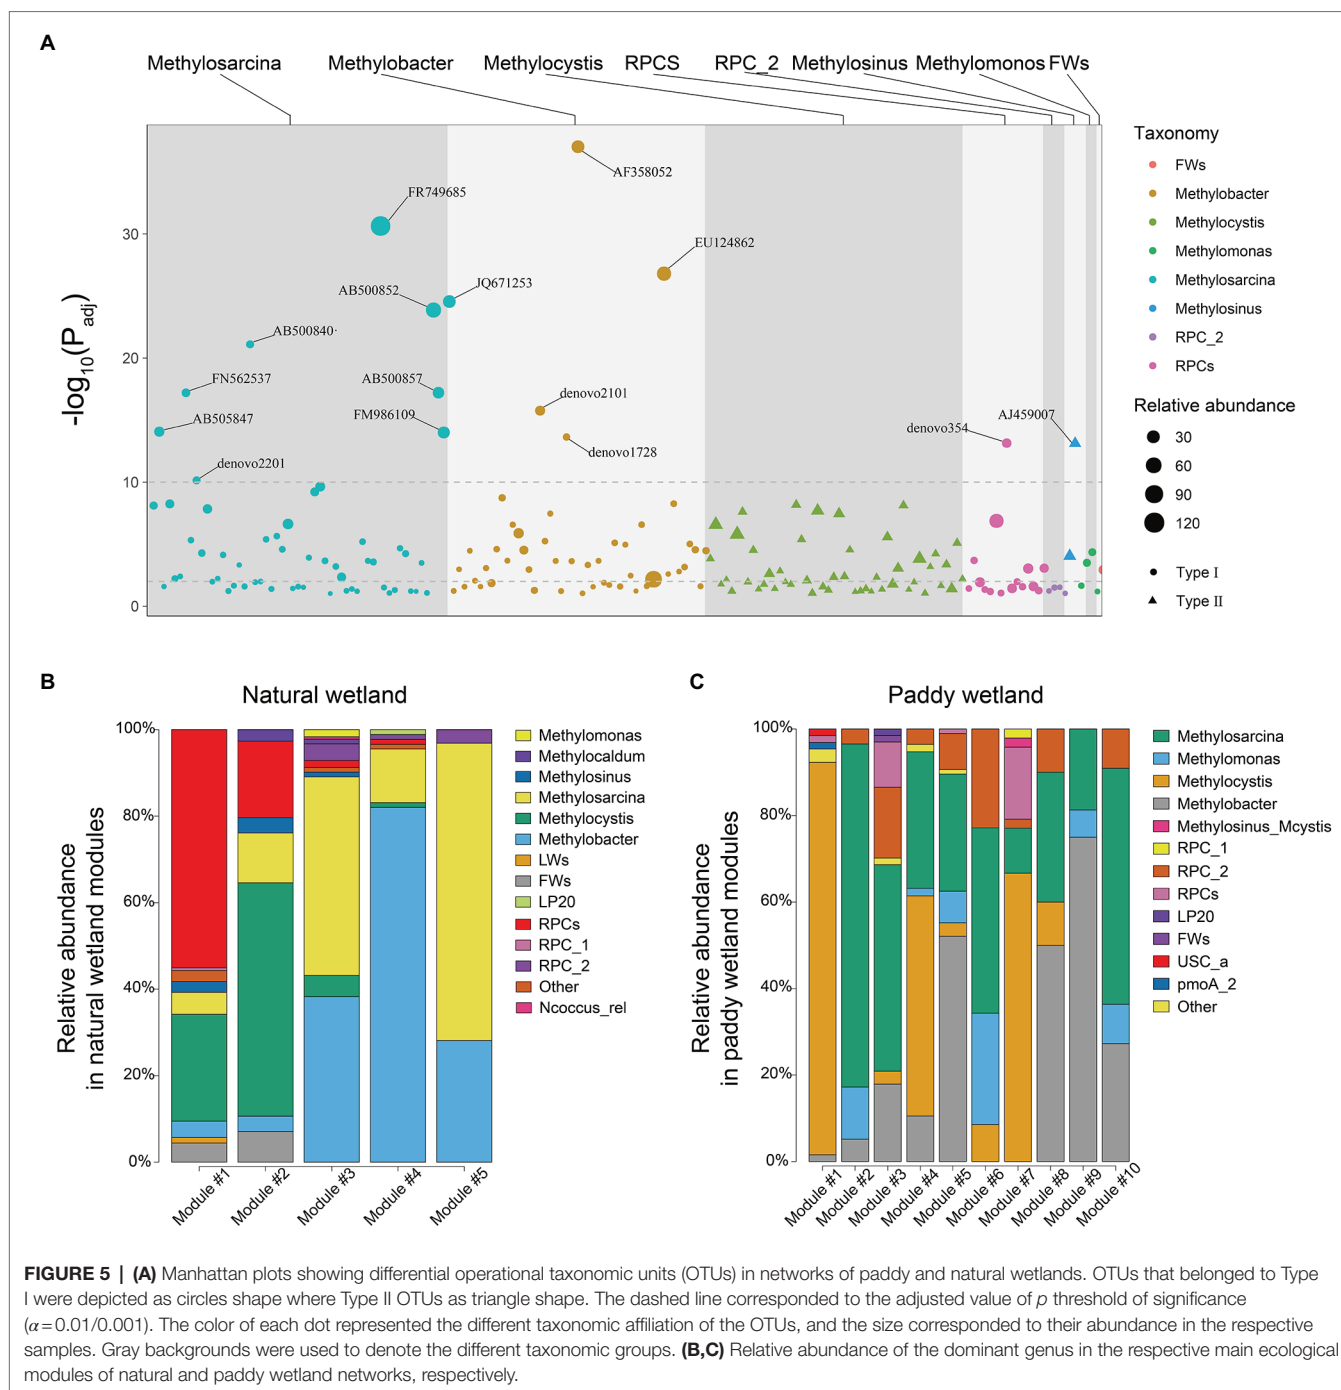 A
Methylosarcina Methylobacter Methylocystis RPCS RPC_2 Methylosinus Methylomonos FWs
-log10(Padj)
30
20
10
0
AF358052
FR749685
EU124862
JQ671253
AB500852
AB500840
FN562537
AB500857
denovo2101
AB505847
FM986109
AJ459007
denovo354
denovo1728
denovo2201
Taxonomy
FWs
Methylobacter
Methylocystis
Methylomonas
Methylosarcina
Methylosinus
RPC_2
RPCs
Relative abundance
30
60
90
120
Type I
Type II
B
Natural wetland
Relative abundance
in natural wetland modules
100%
80%
60%
40%
20%
0%
Module #1
Module #2
Module #3
Module #4
Module #5
Methylomonas
Methylocaldum
Methylosinus
Methylosarcina
Methylocystis
Methylobacter
LWs
FWs
LP20
RPCs
RPC_1
RPC_2
Other
Ncoccus_rel
C
Paddy wetland
Relative abundance
in paddy wetland modules
100%
80%
60%
40%
20%
0%
Module #1
Module #2
Module #3
Module #4
Module #5
Module #6
Module #7
Module #8
Module #9
Module #10
Methylosarcina
Methylomonas
Methylocystis
Methylobacter
Methylosinus_Mcystis
RPC_1
RPC_2
RPCs
LP20
FWs
USC_a
pmoA_2
Other
FIGURE 5 | (A) Manhattan plots showing differential operational taxonomic units (OTUs) in networks of paddy and natural wetlands. OTUs that belonged to Type
I were depicted as circles shape where Type II OTUs as triangle shape. The dashed line corresponded to the adjusted value of p threshold of significance
(α=0.01/0.001). The color of each dot represented the different taxonomic affiliation of the OTUs, and the size corresponded to their abundance in the respective
samples. Gray backgrounds were used to denote the different taxonomic groups. (B,C) Relative abundance of the dominant genus in the respective main ecological
modules of natural and paddy wetland networks, respectively.